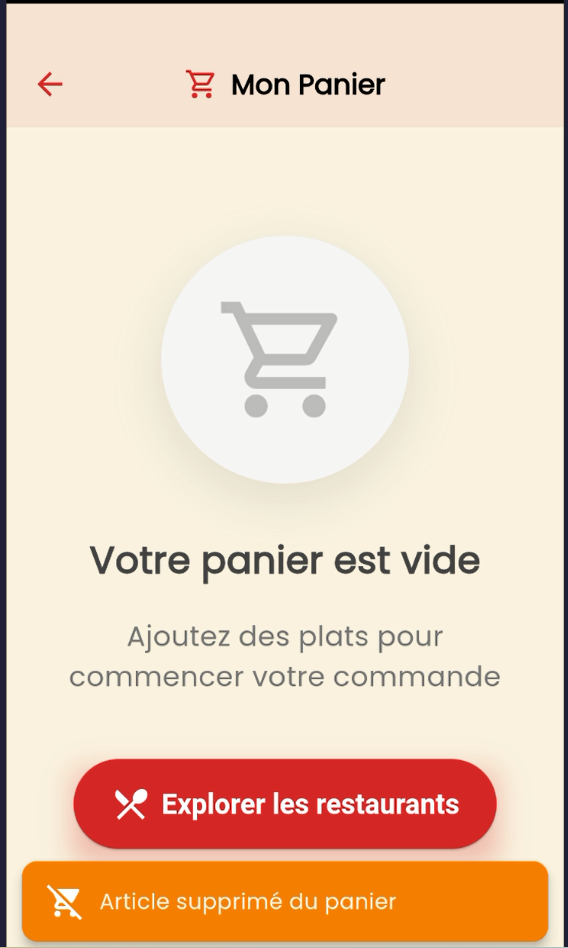 Mon Panier
Votre panier est vide
Ajoutez des plats pour
commencer votre commande
Explorer les restaurants
Article supprimé du panier